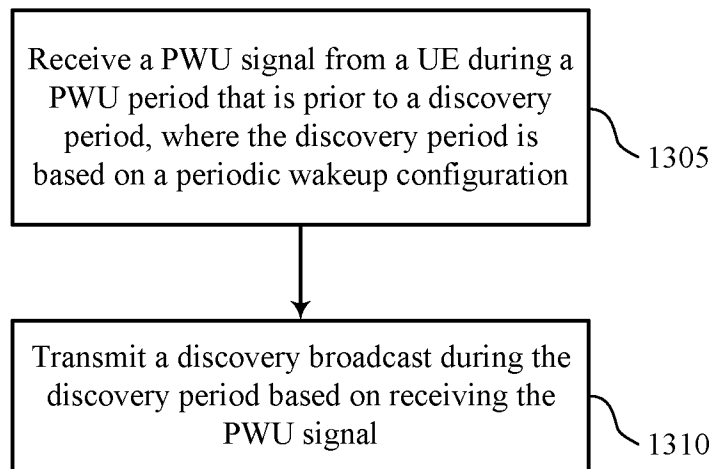 Receive a PWU signal from a UE during a
PWU period that is prior to a discovery
period, where the discovery period is
based on a periodic wakeup configuration
1305
Transmit a discovery broadcast during the
discovery period based on receiving the
PWU signal
1310